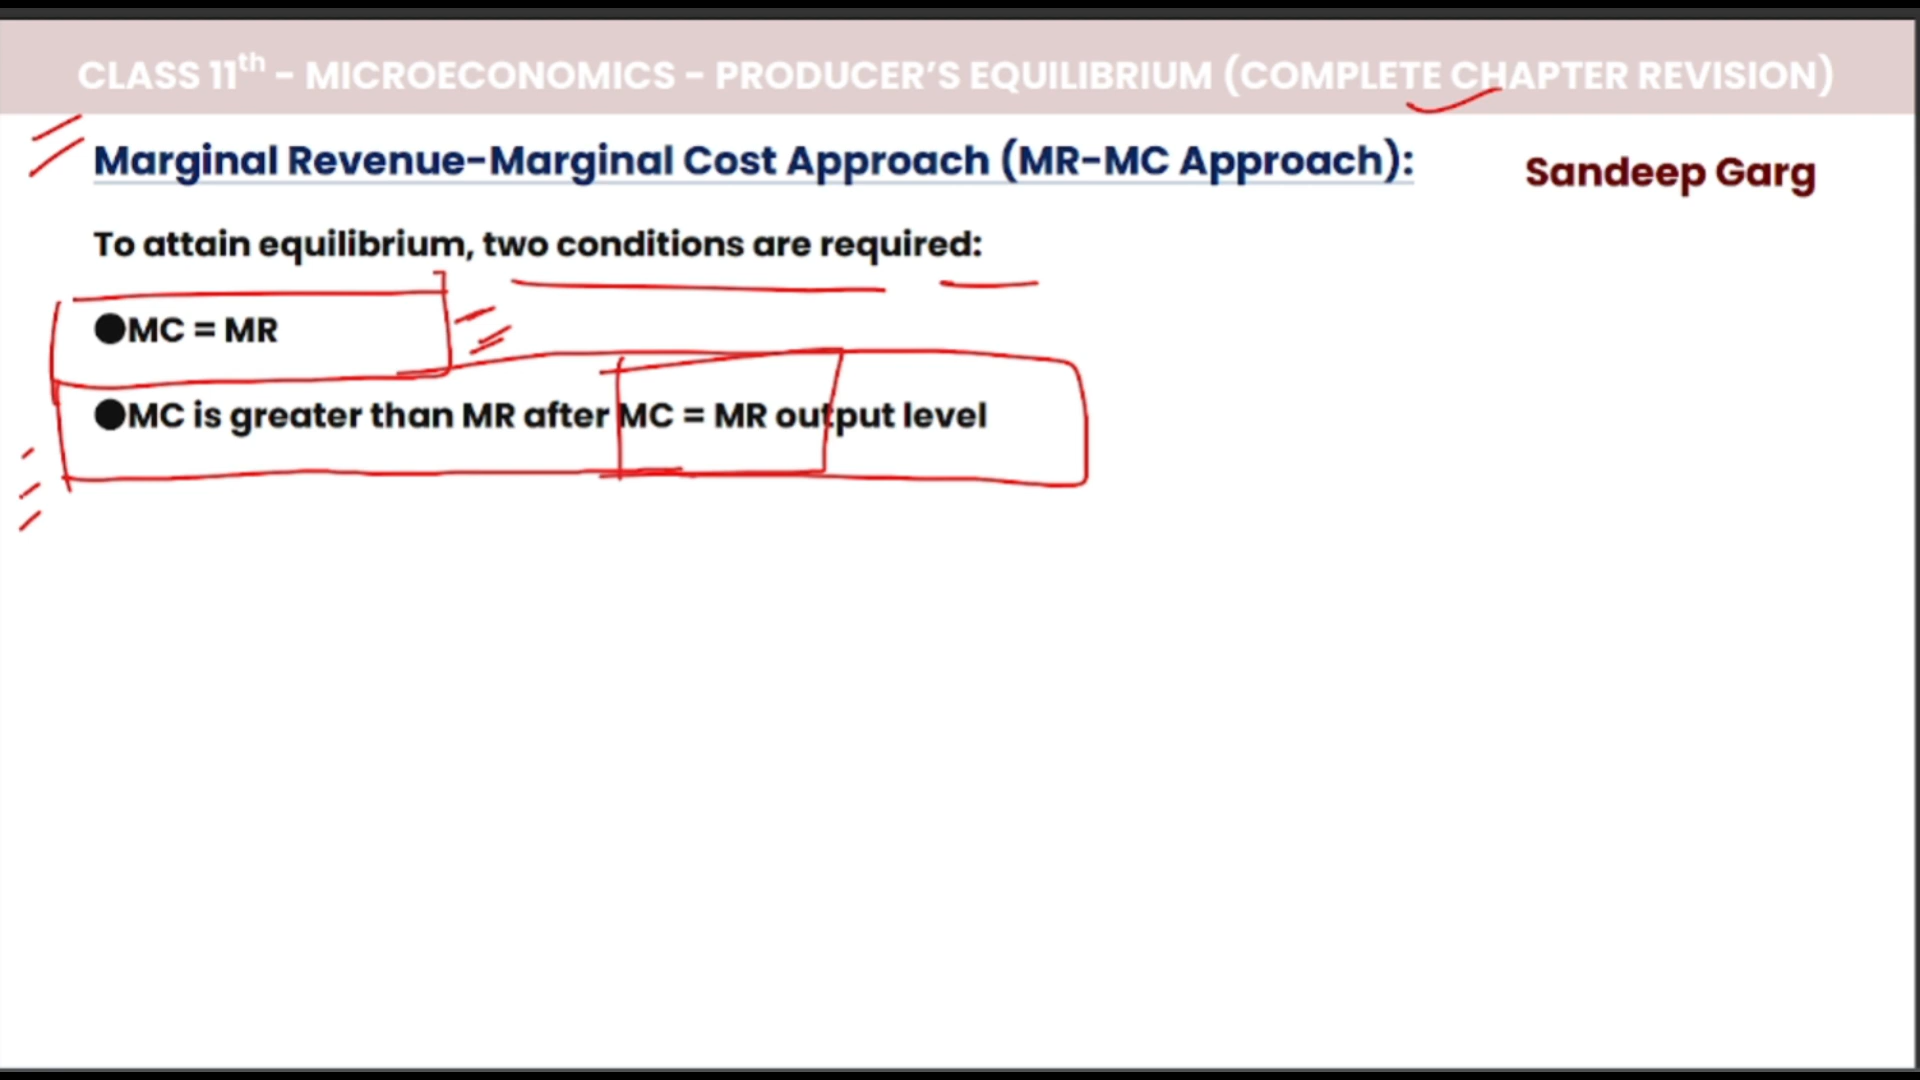 CLASS 11th - MICROECONOMICS - PRODUCER'S EQUILIBRIUM (COMPLETE CHAPTER REVISION)
Marginal Revenue-Marginal Cost Approach (MR-MC Approach):
Sandeep Garg
To attain equilibrium, two conditions are required:
●MC = MR
●MC is greater than MR after MC = MR output level